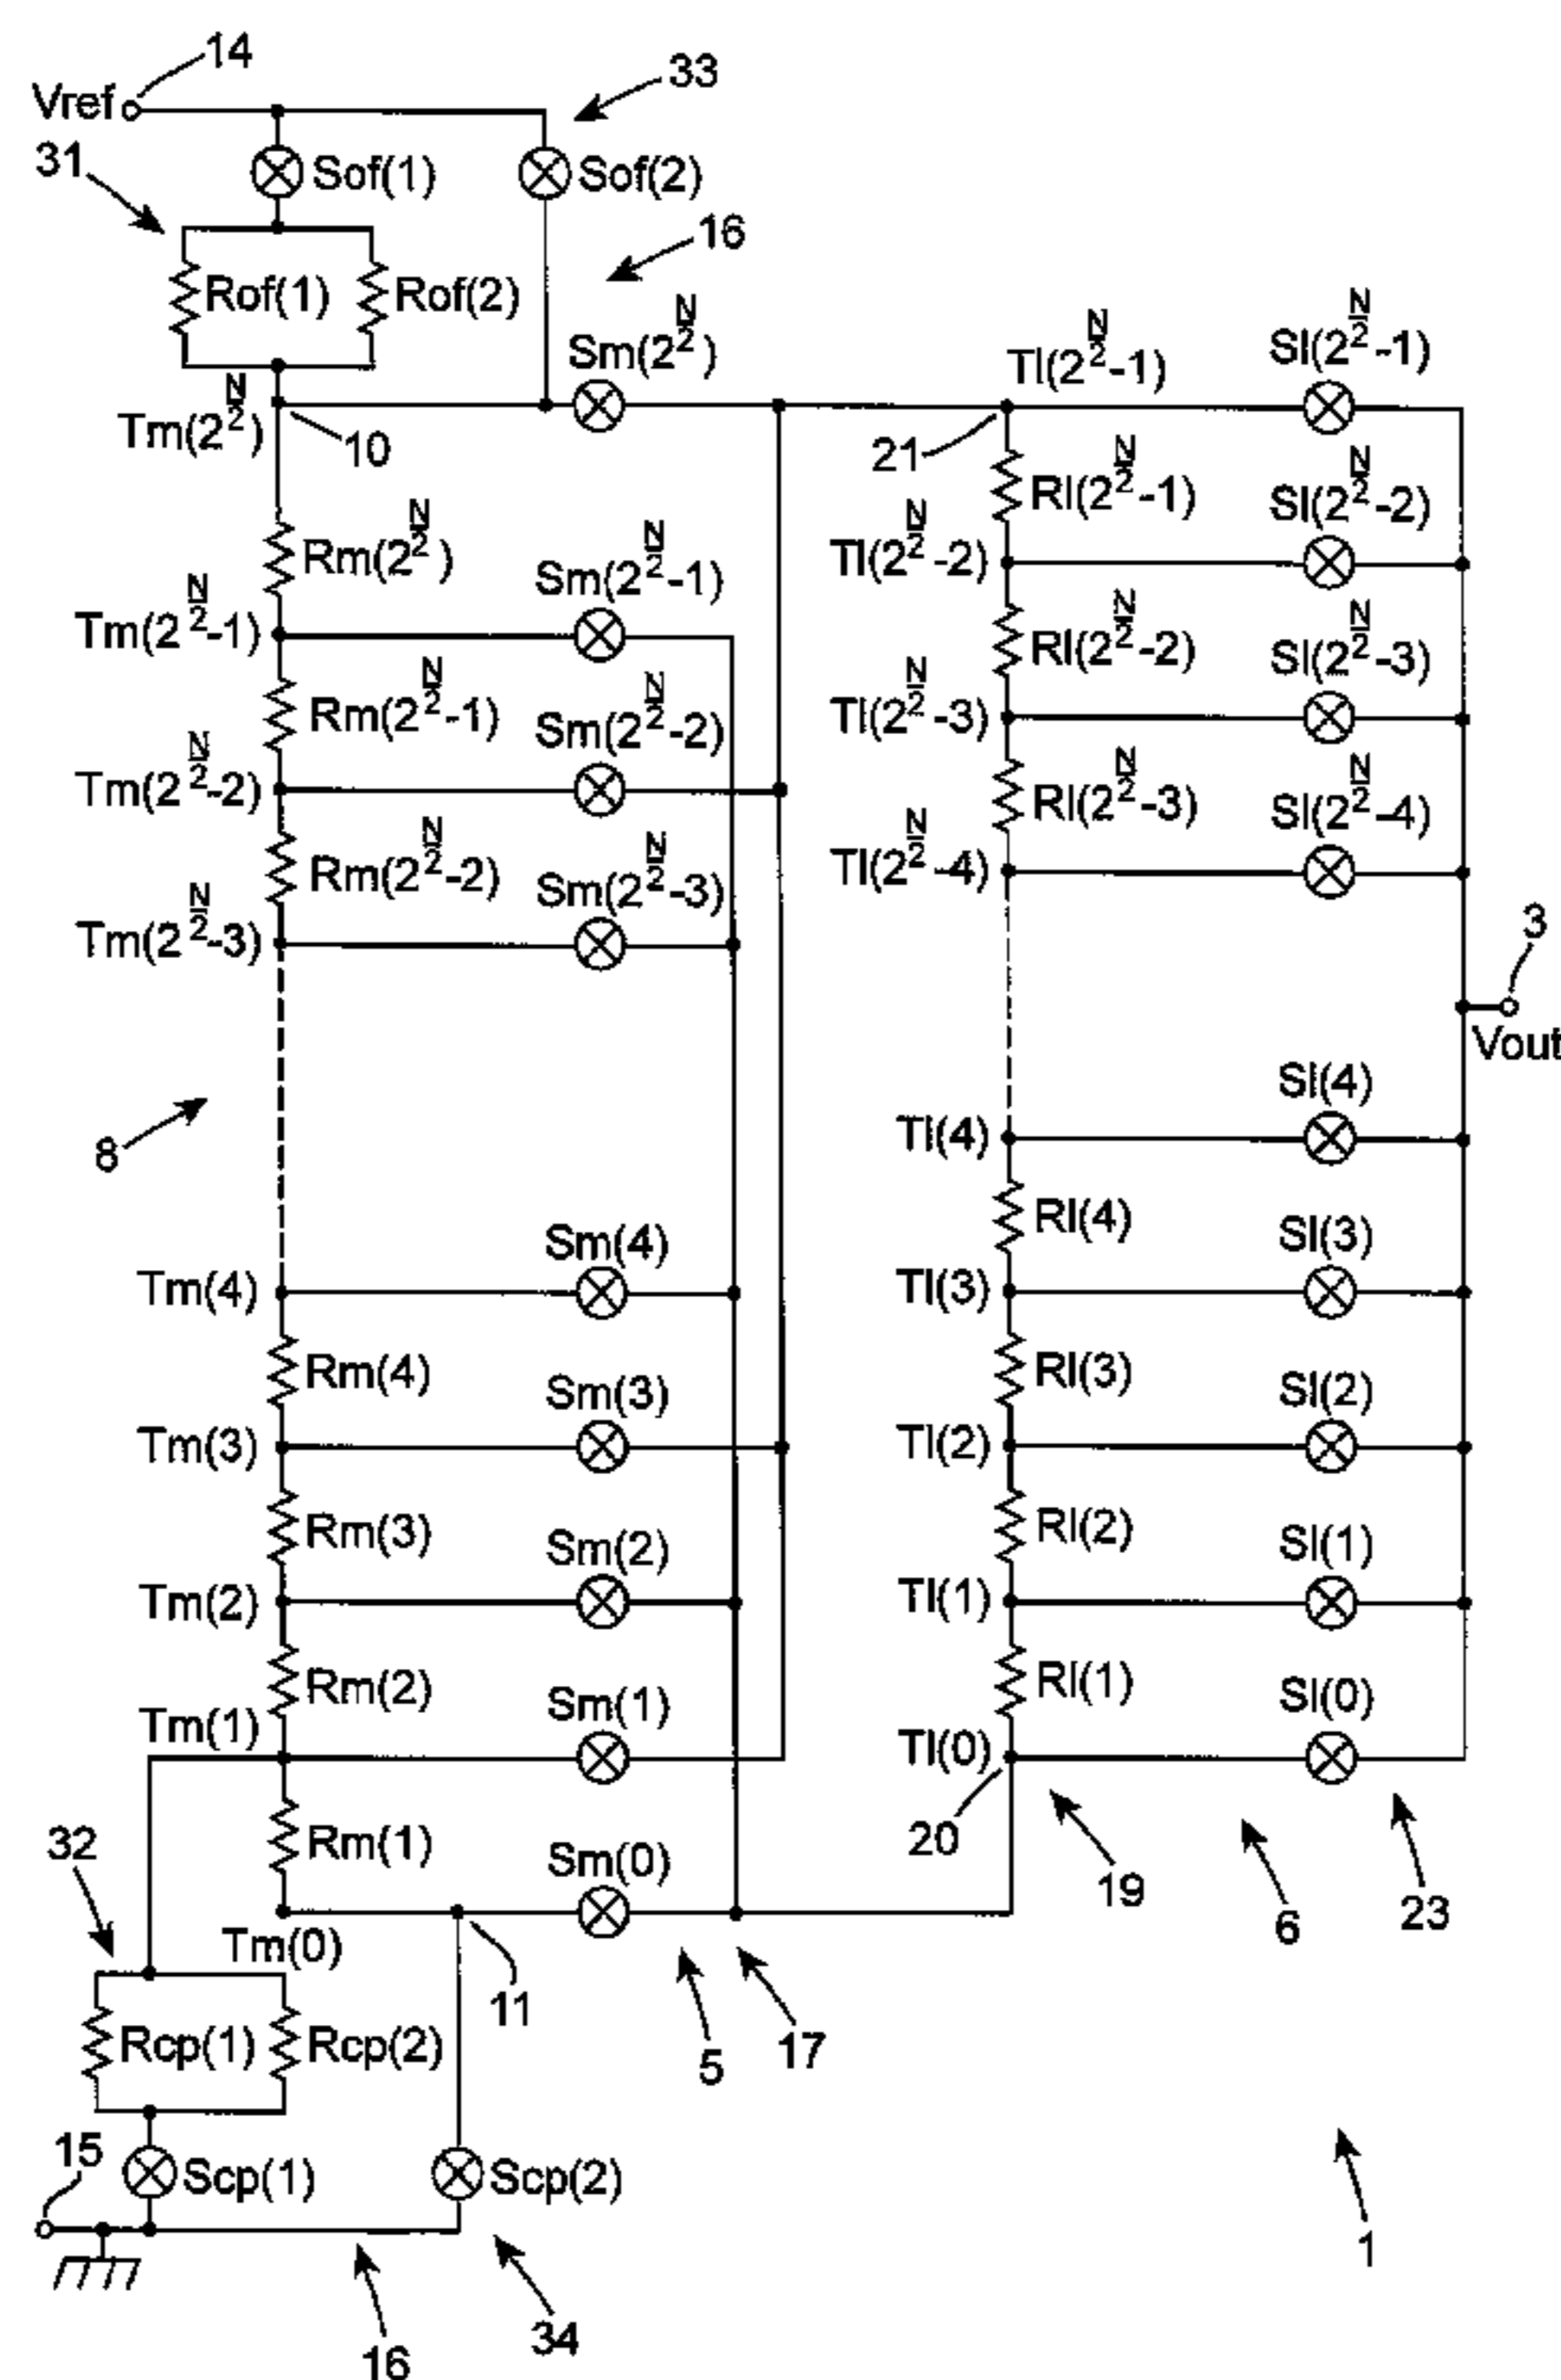 14
33
Vref
31
Sof(1)
Sof(2)
16
Rof(1)
Rof(2)
Sm(2^(N/2))
Tl(2^(N/2)-1)
Sl(2^(N/2)-1)
Tm(2^(N/2))
10
21
Rl(2^(N/2)-1)
Sl(2^(N/2)-2)
Rm(2^(N/2))
Sm(2^(N/2)-1)
Tl(2^(N/2)-2)
Tm(2^(N/2)-1)
Rl(2^(N/2)-2)
Sl(2^(N/2)-3)
Rm(2^(N/2)-1)
Sm(2^(N/2)-2)
Tl(2^(N/2)-3)
Tm(2^(N/2)-2)
Rl(2^(N/2)-3)
Sl(2^(N/2)-4)
Rm(2^(N/2)-2)
Sm(2^(N/2)-3)
Tl(2^(N/2)-4)
Tm(2^(N/2)-3)
3
Vout
8
Sl(4)
Tl(4)
Sm(4)
Rl(4)
Sl(3)
Tm(4)
Tl(3)
Rm(4)
Sm(3)
Rl(3)
Sl(2)
Tm(3)
Tl(2)
Rm(3)
Sm(2)
Rl(2)
Sl(1)
Tm(2)
Tl(1)
Rm(2)
Sm(1)
Rl(1)
Sl(0)
Tm(1)
Tl(0)
32
Rm(1)
Sm(0)
20
19
6
23
Tm(0)
11
5
17
Rcp(1)
Rcp(2)
15
Scp(1)
Scp(2)
1
16
34